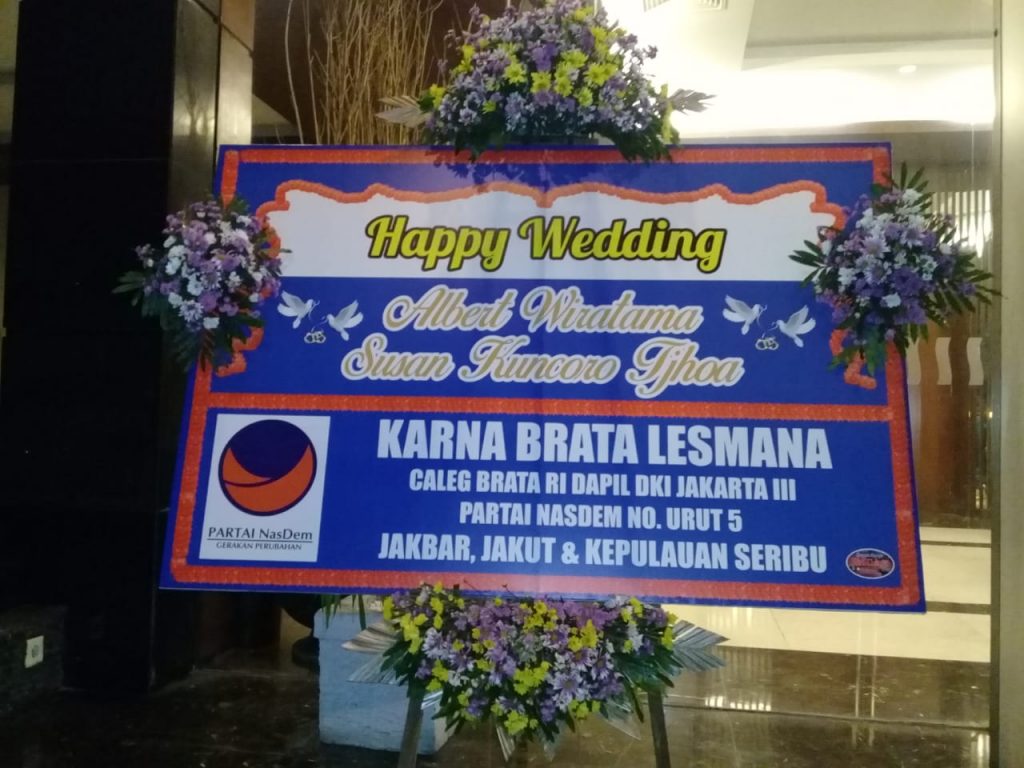 Happy Wedding
Albert Wiratama
Susan Kuncoro Tjhoa
KARNA BRATA LESMANA
CALEG BRATA RI DAPIL DKI JAKARTA III
PARTAI NASDEM NO. URUT 5
JAKBAR, JAKUT & KEPULAUAN SERIBU
PARTAI NasDem
GERAKAN PERUBAHAN